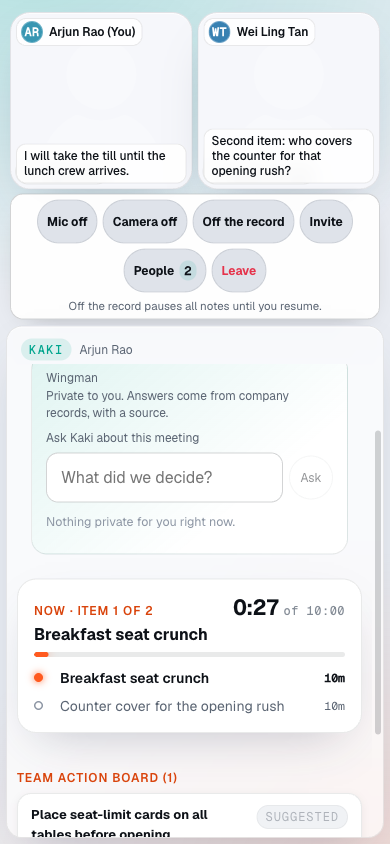 AR Arjun Rao (You)
I will take the till until the
lunch crew arrives.
WT Wei Ling Tan
Second item: who covers
the counter for that
opening rush?
Mic off
Camera off
Off the record
Invite
People 2
Leave
Off the record pauses all notes until you resume.
KAKI Arjun Rao
Wingman
Private to you. Answers come from company
records, with a source.
Ask Kaki about this meeting
What did we decide?
Ask
Nothing private for you right now.
NOW · ITEM 1 OF 2
0:27 of 10:00
Breakfast seat crunch
Breakfast seat crunch 10m
Counter cover for the opening rush 10m
TEAM ACTION BOARD (1)
Place seat-limit cards on all
tables before opening
SUGGESTED